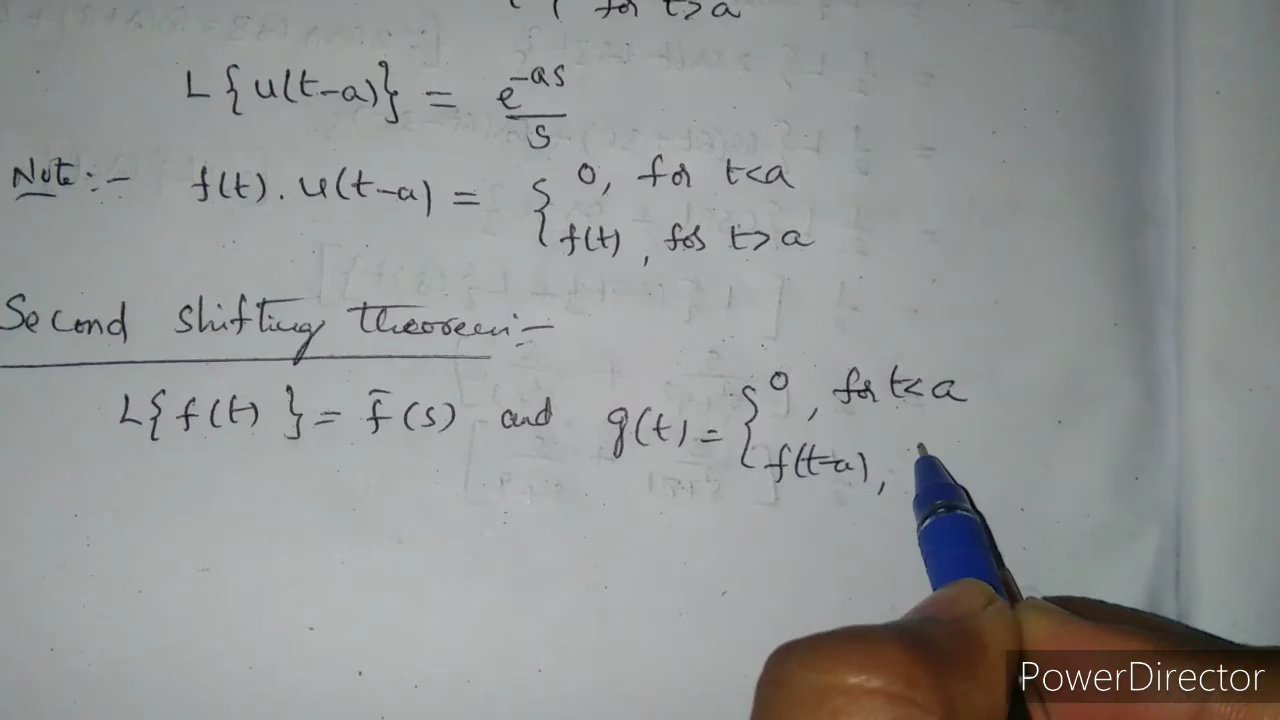 for t>a
L{u(t-a)} = e^-as / s
Note:- f(t). u(t-a) = { 0, for t<a
f(t), for t>a
Second shifting theorem:-
L{f(t)} = f̄(s) and g(t) = { 0, for t<a
f(t-a),
PowerDirector